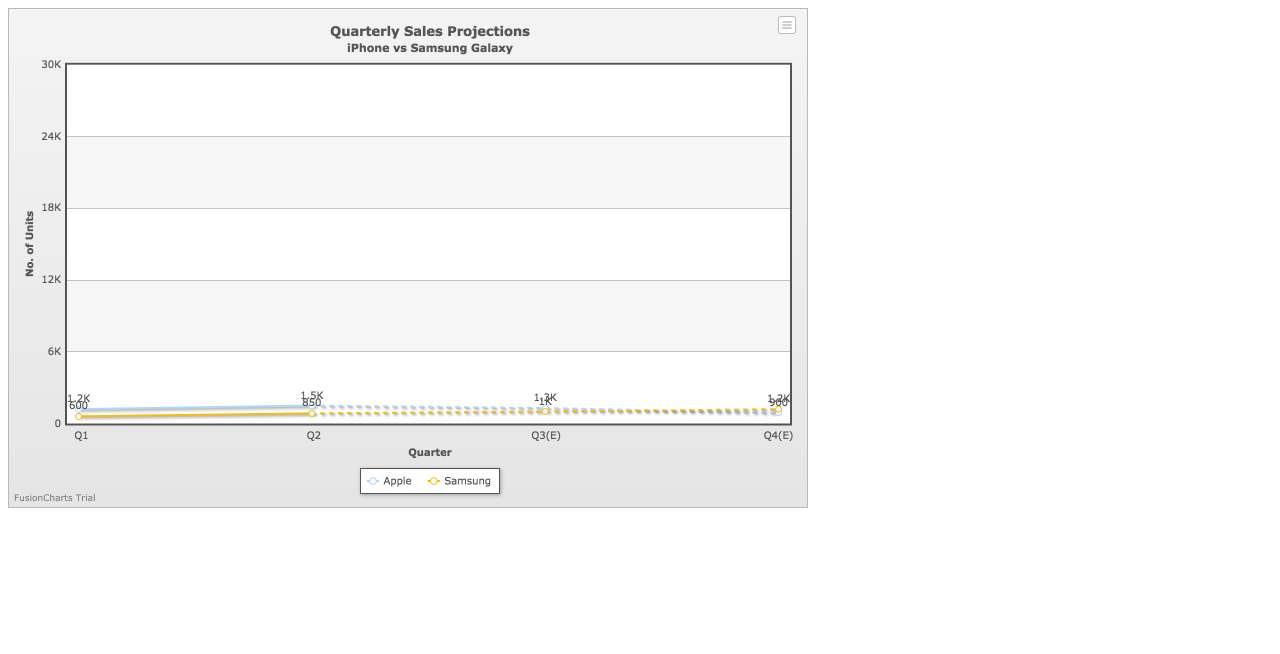 Quarterly Sales Projections
iPhone vs Samsung Galaxy
30K
24K
18K
12K
6K
0
No. of Units
1.2K
600
1.5K
850
1.3K
1K
1.2K
900
Q1
Q2
Q3(E)
Q4(E)
Quarter
Apple
Samsung
FusionCharts Trial